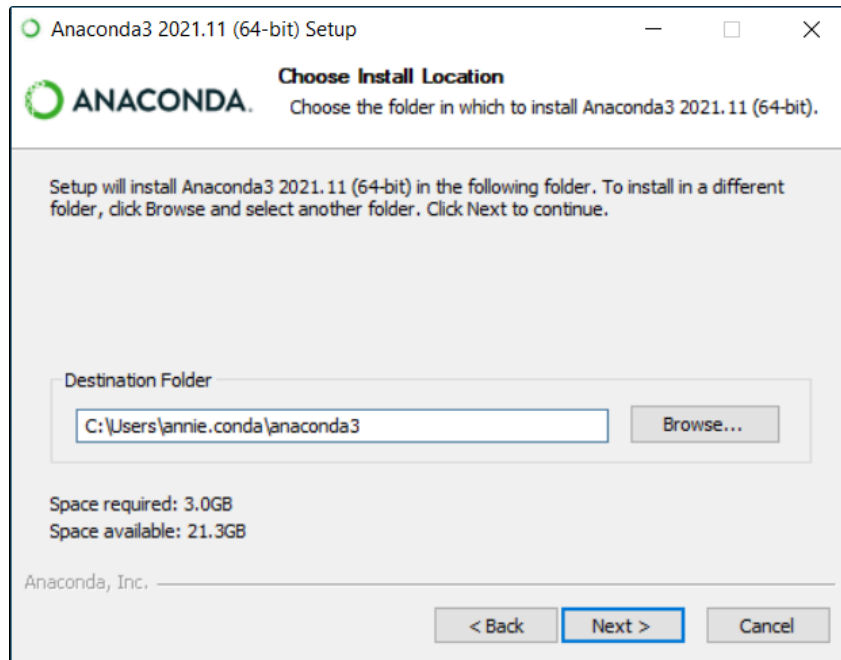 Anaconda3 2021.11 (64-bit) Setup
ANACONDA.
Choose Install Location
Choose the folder in which to install Anaconda3 2021.11 (64-bit).
Setup will install Anaconda3 2021.11 (64-bit) in the following folder. To install in a different
folder, click Browse and select another folder. Click Next to continue.
Destination Folder
C:\Users\annie.conda\anaconda3
Browse...
Space required: 3.0GB
Space available: 21.3GB
Anaconda, Inc.
< Back
Next >
Cancel